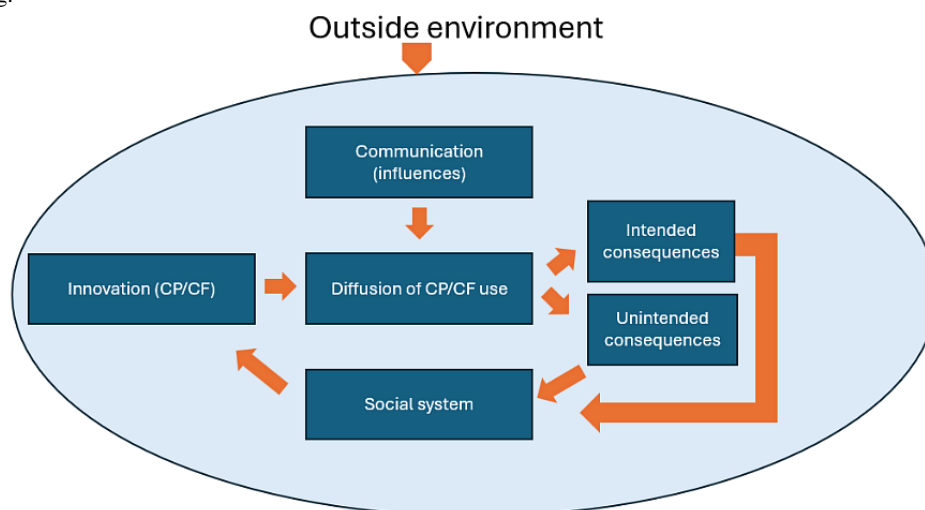 Outside environment
Communication
(influences)
Intended
consequences
Innovation (CP/CF)
Diffusion of CP/CF use
Unintended
consequences
Social system